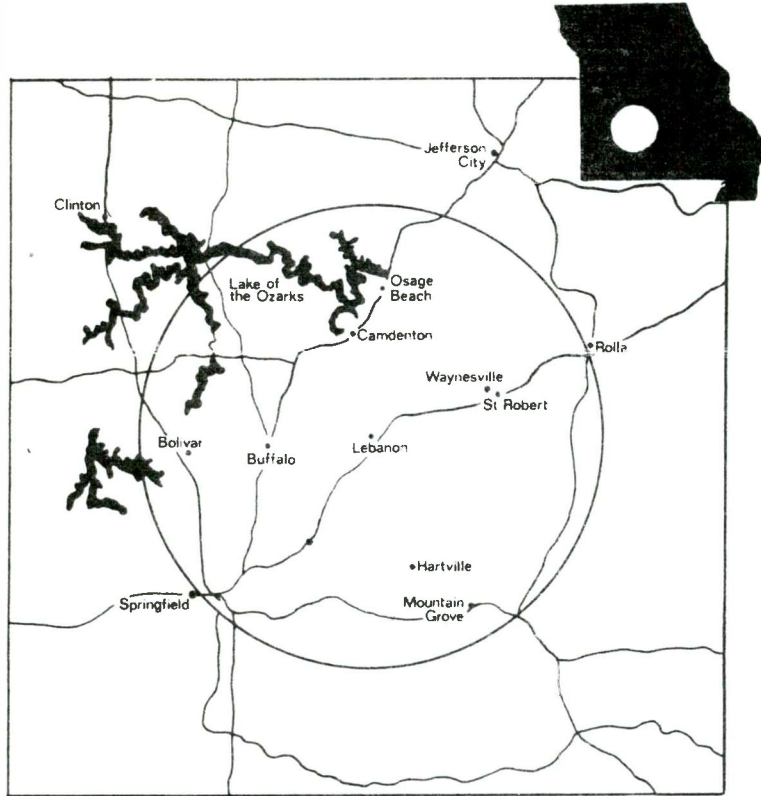 Jefferson
City
Clinton
Lake of
the Ozarks
Osage
Beach
Camdenton
Rolla
Waynesville
St Robert
Bolivar
Buffalo
Lebanon
Hartville
Springfield
Mountain
Grove